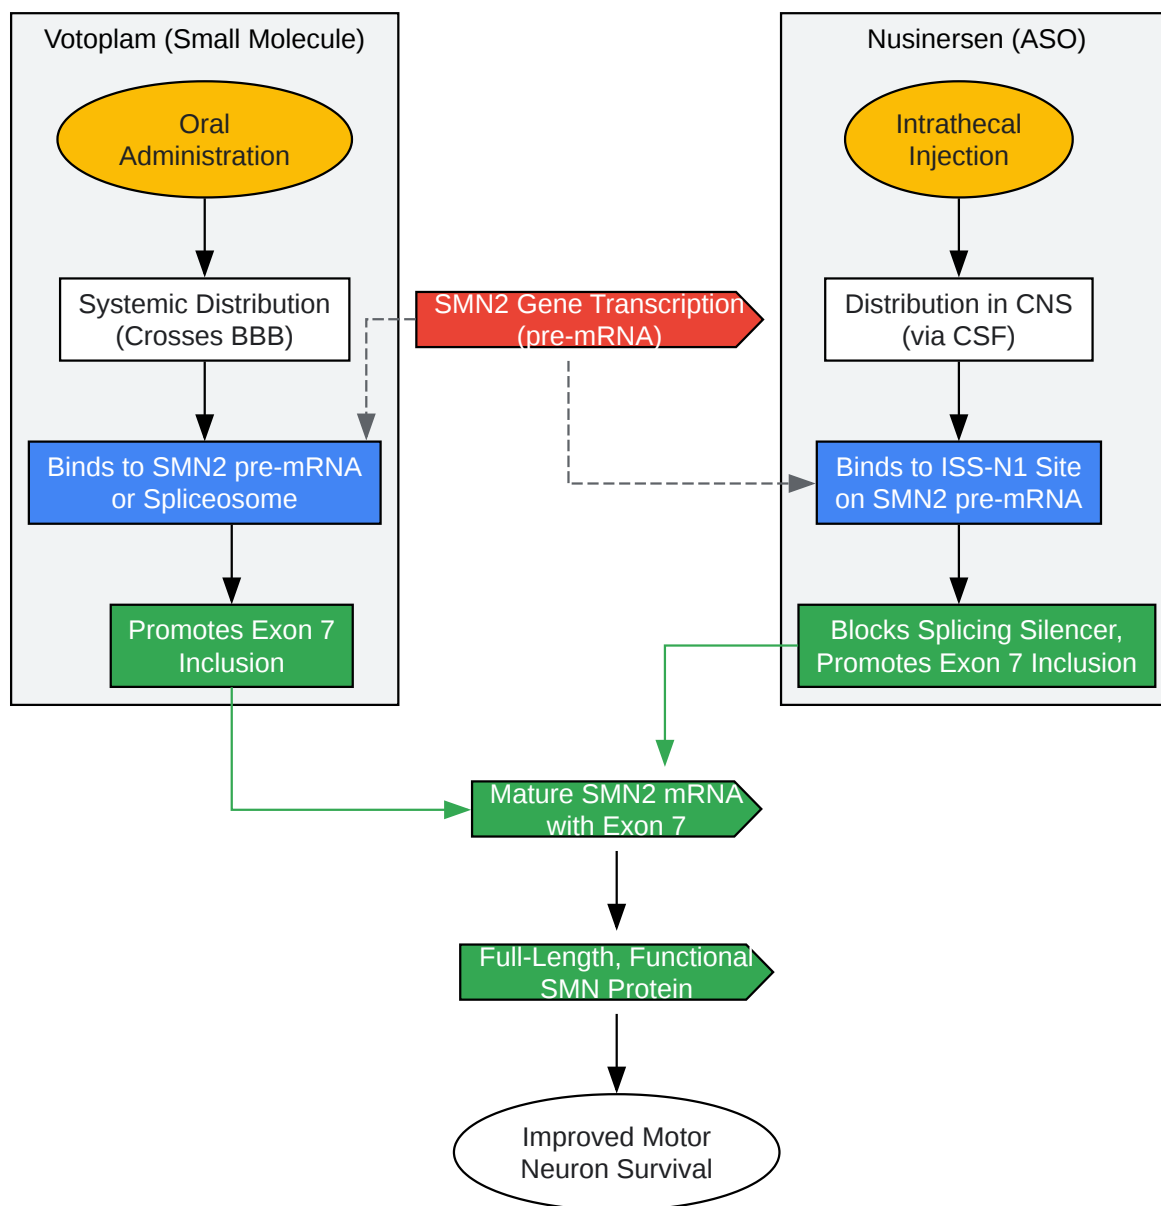 Votoplam (Small Molecule)
Oral
Administration
Systemic Distribution
(Crosses BBB)
Binds to SMN2 pre-mRNA
or Spliceosome
Promotes Exon 7
Inclusion
SMN2 Gene Transcription
(pre-mRNA)
Nusinersen (ASO)
Intrathecal
Injection
Distribution in CNS
(via CSF)
Binds to ISS-N1 Site
on SMN2 pre-mRNA
Blocks Splicing Silencer,
Promotes Exon 7 Inclusion
Mature SMN2 mRNA
with Exon 7
Full-Length, Functional
SMN Protein
Improved Motor
Neuron Survival